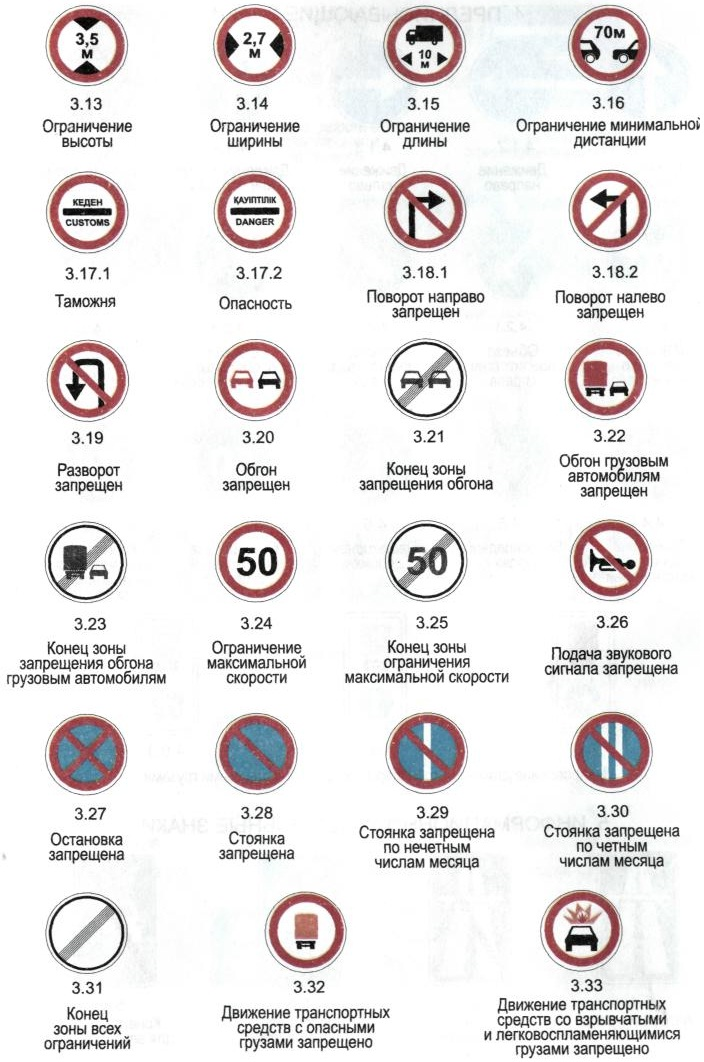 3,5
м
2,7
м
10
м
70м
3.13
3.14
3.15
3.16
Ограничение
высоты
Ограничение
ширины
Ограничение
длины
Ограничение минимальной
дистанции
КЕДЕН
CUSTOMS
ҚАУІПТІЛІК
DANGER
3.17.1
3.17.2
3.18.1
3.18.2
Таможня
Опасность
Поворот направо
запрещен
Поворот налево
запрещен
3.19
3.20
3.21
3.22
Разворот
запрещен
Обгон
запрещен
Конец зоны
запрещения обгона
Обгон грузовым
автомобилям
запрещен
50
50
3.23
3.24
3.25
3.26
Конец зоны
запрещения обгона
грузовым автомобилям
Ограничение
максимальной
скорости
Конец зоны
ограничения
максимальной скорости
Подача звукового
сигнала запрещена
3.27
3.28
3.29
3.30
Остановка
запрещена
Стоянка
запрещена
Стоянка запрещена
по нечетным
числам месяца
Стоянка запрещена
по четным
числам месяца
3.31
3.32
3.33
Конец
зоны всех
ограничений
Движение транспортных
средств с опасными
грузами запрещено
Движение транспортных
средств со взрывчатыми
и легковоспламеняющимися
грузами запрещено